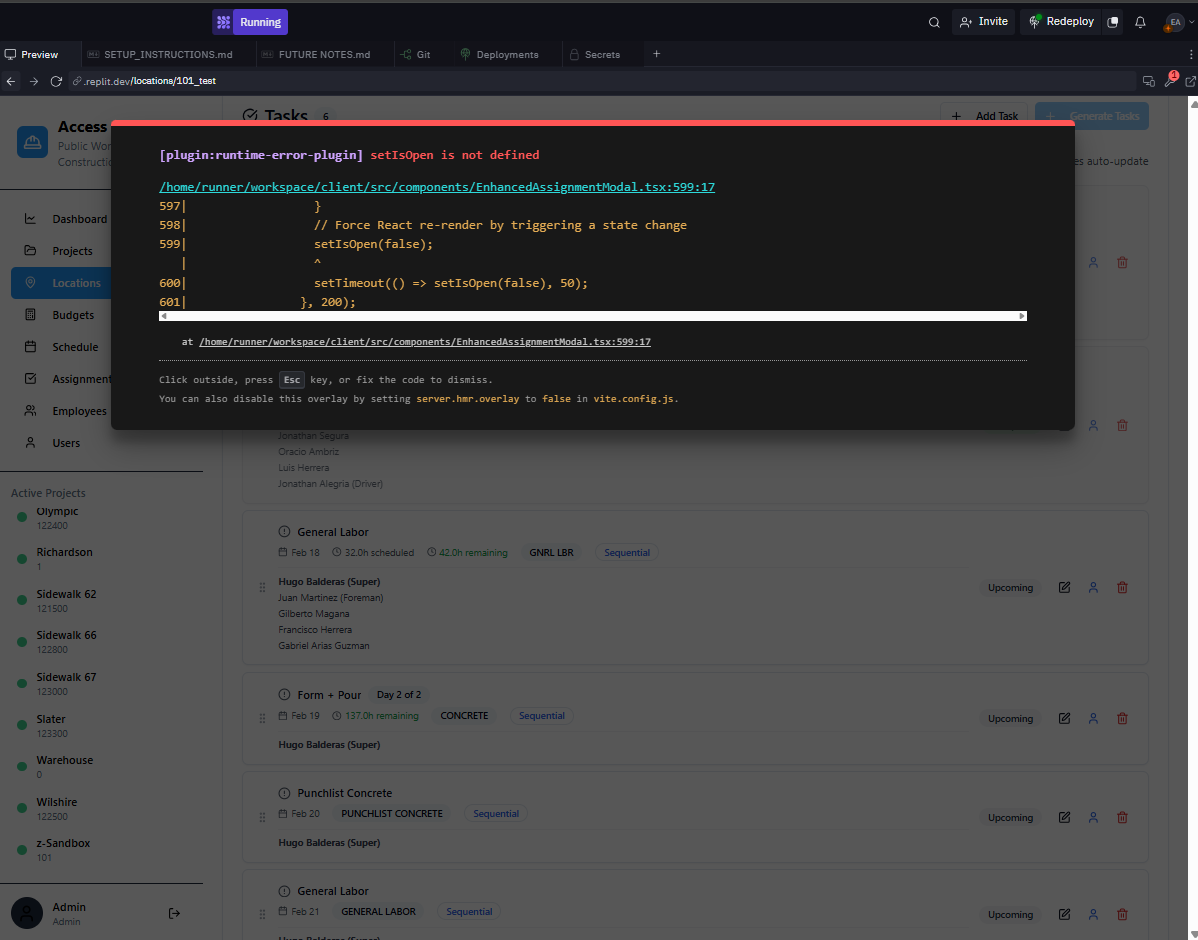 Running
Invite
Redeploy
EA
Preview
SETUP_INSTRUCTIONS.md
FUTURE NOTES.md
Git
Deployments
Secrets
.replit.dev/locations/101_test
1
Access
Public Wor
Constructio
Tasks 6
Add Task
Generate Tasks
es auto-update
[plugin:runtime-error-plugin] setIsOpen is not defined
/home/runner/workspace/client/src/components/EnhancedAssignmentModal.tsx:599:17
597| }
598| // Force React re-render by triggering a state change
599| setIsOpen(false);
| ^
600| setTimeout(() => setIsOpen(false), 50);
601| }, 200);
at /home/runner/workspace/client/src/components/EnhancedAssignmentModal.tsx:599:17
Click outside, press Esc key, or fix the code to dismiss.
You can also disable this overlay by setting server.hmr.overlay to false in vite.config.js.
Dashboard
Projects
Locations
Budgets
Schedule
Assignment
Employees
Users
Active Projects
Olympic
122400
Richardson
1
Sidewalk 62
121500
Sidewalk 66
122800
Sidewalk 67
123000
Slater
123300
Warehouse
0
Wilshire
122500
z-Sandbox
101
Admin
Admin
Jonathan Segura
Oracio Ambriz
Luis Herrera
Jonathan Alegria (Driver)
General Labor
Feb 18 32.0h scheduled 42.0h remaining GNRL LBR Sequential
Hugo Balderas (Super)
Juan Martinez (Foreman)
Gilberto Magana
Francisco Herrera
Gabriel Arias Guzman
Upcoming
Form + Pour Day 2 of 2
Feb 19 137.0h remaining CONCRETE Sequential
Hugo Balderas (Super)
Upcoming
Punchlist Concrete
Feb 20 PUNCHLIST CONCRETE Sequential
Hugo Balderas (Super)
Upcoming
General Labor
Feb 21 GENERAL LABOR Sequential
Hugo Balderas (Super)
Upcoming